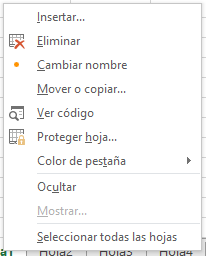 Insertar...
Eliminar
Cambiar nombre
Mover o copiar...
Ver código
Proteger hoja...
Color de pestaña
Ocultar
Mostrar...
Seleccionar todas las hojas
Hoja2 Hoja3 Hoja4